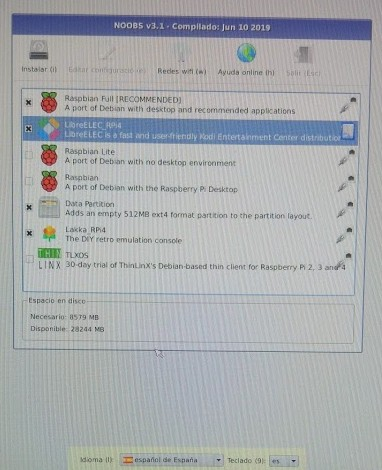 NOOBS v3.1 - Compilado: Jun 10 2019
Instalar (i)
Editar configuración (e)
Redes wifi (w)
Ayuda online (h)
Salir (Esc)
Raspbian Full [RECOMMENDED]
A port of Debian with desktop and recommended applications
LibreELEC_RPi4
LibreELEC is a fast and user-friendly Kodi Entertainment Center distribution
Raspbian Lite
A port of Debian with no desktop environment
Raspbian
A port of Debian with the Raspberry Pi Desktop
Data Partition
Adds an empty 512MB ext4 format partition to the partition layout.
Lakka_RPi4
The DIY retro emulation console
THIN
LINX
TLXOS
30-day trial of ThinLinX's Debian-based thin client for Raspberry Pi 2, 3 and 4
Espacio en disco
Necesario: 8579 MB
Disponible: 28244 MB
Idioma (l): español de España
Teclado (9): es